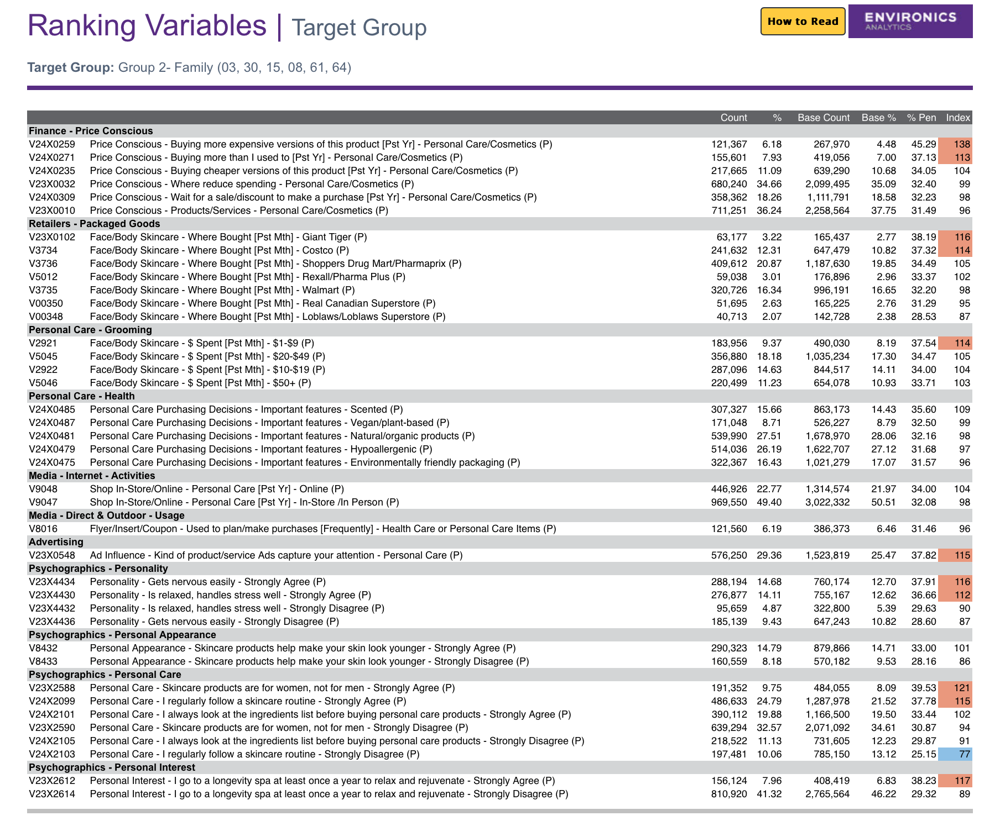 Ranking Variables | Target Group
How to Read
ENVIRONICS
ANALYTICS
Target Group: Group 2- Family (03, 30, 15, 08, 61, 64)
Count % Base Count Base % % Pen Index
Finance - Price Conscious
V24X0259 Price Conscious - Buying more expensive versions of this product [Pst Yr] - Personal Care/Cosmetics (P) 121,367 6.18 267,970 4.48 45.29 138
V24X0271 Price Conscious - Buying more than I used to [Pst Yr] - Personal Care/Cosmetics (P) 155,601 7.93 419,056 7.00 37.13 113
V24X0235 Price Conscious - Buying cheaper versions of this product [Pst Yr] - Personal Care/Cosmetics (P) 217,665 11.09 639,290 10.68 34.05 104
V23X0032 Price Conscious - Where reduce spending - Personal Care/Cosmetics (P) 680,240 34.66 2,099,495 35.09 32.40 99
V24X0309 Price Conscious - Wait for a sale/discount to make a purchase [Pst Yr] - Personal Care/Cosmetics (P) 358,362 18.26 1,111,791 18.58 32.23 98
V23X0010 Price Conscious - Products/Services - Personal Care/Cosmetics (P) 711,251 36.24 2,258,564 37.75 31.49 96
Retailers - Packaged Goods
V23X0102 Face/Body Skincare - Where Bought [Pst Mth] - Giant Tiger (P) 63,177 3.22 165,437 2.77 38.19 116
V3734 Face/Body Skincare - Where Bought [Pst Mth] - Costco (P) 241,632 12.31 647,479 10.82 37.32 114
V3736 Face/Body Skincare - Where Bought [Pst Mth] - Shoppers Drug Mart/Pharmaprix (P) 409,612 20.87 1,187,630 19.85 34.49 105
V5012 Face/Body Skincare - Where Bought [Pst Mth] - Rexall/Pharma Plus (P) 59,038 3.01 176,896 2.96 33.37 102
V3735 Face/Body Skincare - Where Bought [Pst Mth] - Walmart (P) 320,726 16.34 996,191 16.65 32.20 98
V00350 Face/Body Skincare - Where Bought [Pst Mth] - Real Canadian Superstore (P) 51,695 2.63 165,225 2.76 31.29 95
V00348 Face/Body Skincare - Where Bought [Pst Mth] - Loblaws/Loblaws Superstore (P) 40,713 2.07 142,728 2.38 28.53 87
Personal Care - Grooming
V2921 Face/Body Skincare - $ Spent [Pst Mth] - $1-$9 (P) 183,956 9.37 490,030 8.19 37.54 114
V5045 Face/Body Skincare - $ Spent [Pst Mth] - $20-$49 (P) 356,880 18.18 1,035,234 17.30 34.47 105
V2922 Face/Body Skincare - $ Spent [Pst Mth] - $10-$19 (P) 287,096 14.63 844,517 14.11 34.00 104
V5046 Face/Body Skincare - $ Spent [Pst Mth] - $50+ (P) 220,499 11.23 654,078 10.93 33.71 103
Personal Care - Health
V24X0485 Personal Care Purchasing Decisions - Important features - Scented (P) 307,327 15.66 863,173 14.43 35.60 109
V24X0487 Personal Care Purchasing Decisions - Important features - Vegan/plant-based (P) 171,048 8.71 526,227 8.79 32.50 99
V24X0481 Personal Care Purchasing Decisions - Important features - Natural/organic products (P) 539,990 27.51 1,678,970 28.06 32.16 98
V24X0479 Personal Care Purchasing Decisions - Important features - Hypoallergenic (P) 514,036 26.19 1,622,707 27.12 31.68 97
V24X0475 Personal Care Purchasing Decisions - Important features - Environmentally friendly packaging (P) 322,367 16.43 1,021,279 17.07 31.57 96
Media - Internet - Activities
V9048 Shop In-Store/Online - Personal Care [Pst Yr] - Online (P) 446,926 22.77 1,314,574 21.97 34.00 104
V9047 Shop In-Store/Online - Personal Care [Pst Yr] - In-Store /In Person (P) 969,550 49.40 3,022,332 50.51 32.08 98
Media - Direct & Outdoor - Usage
V8016 Flyer/Insert/Coupon - Used to plan/make purchases [Frequently] - Health Care or Personal Care Items (P) 121,560 6.19 386,373 6.46 31.46 96
Advertising
V23X0548 Ad Influence - Kind of product/service Ads capture your attention - Personal Care (P) 576,250 29.36 1,523,819 25.47 37.82 115
Psychographics - Personality
V23X4434 Personality - Gets nervous easily - Strongly Agree (P) 288,194 14.68 760,174 12.70 37.91 116
V23X4430 Personality - Is relaxed, handles stress well - Strongly Agree (P) 276,877 14.11 755,167 12.62 36.66 112
V23X4432 Personality - Is relaxed, handles stress well - Strongly Disagree (P) 95,659 4.87 322,800 5.39 29.63 90
V23X4436 Personality - Gets nervous easily - Strongly Disagree (P) 185,139 9.43 647,243 10.82 28.60 87
Psychographics - Personal Appearance
V8432 Personal Appearance - Skincare products help make your skin look younger - Strongly Agree (P) 290,323 14.79 879,866 14.71 33.00 101
V8433 Personal Appearance - Skincare products help make your skin look younger - Strongly Disagree (P) 160,559 8.18 570,182 9.53 28.16 86
Psychographics - Personal Care
V23X2588 Personal Care - Skincare products are for women, not for men - Strongly Agree (P) 191,352 9.75 484,055 8.09 39.53 121
V24X2099 Personal Care - I regularly follow a skincare routine - Strongly Agree (P) 486,633 24.79 1,287,978 21.52 37.78 115
V24X2101 Personal Care - I always look at the ingredients list before buying personal care products - Strongly Agree (P) 390,112 19.88 1,166,500 19.50 33.44 102
V23X2590 Personal Care - Skincare products are for women, not for men - Strongly Disagree (P) 639,294 32.57 2,071,092 34.61 30.87 94
V24X2105 Personal Care - I always look at the ingredients list before buying personal care products - Strongly Disagree (P) 218,522 11.13 731,605 12.23 29.87 91
V24X2103 Personal Care - I regularly follow a skincare routine - Strongly Disagree (P) 197,481 10.06 785,150 13.12 25.15 77
Psychographics - Personal Interest
V23X2612 Personal Interest - I go to a longevity spa at least once a year to relax and rejuvenate - Strongly Agree (P) 156,124 7.96 408,419 6.83 38.23 117
V23X2614 Personal Interest - I go to a longevity spa at least once a year to relax and rejuvenate - Strongly Disagree (P) 810,920 41.32 2,765,564 46.22 29.32 89